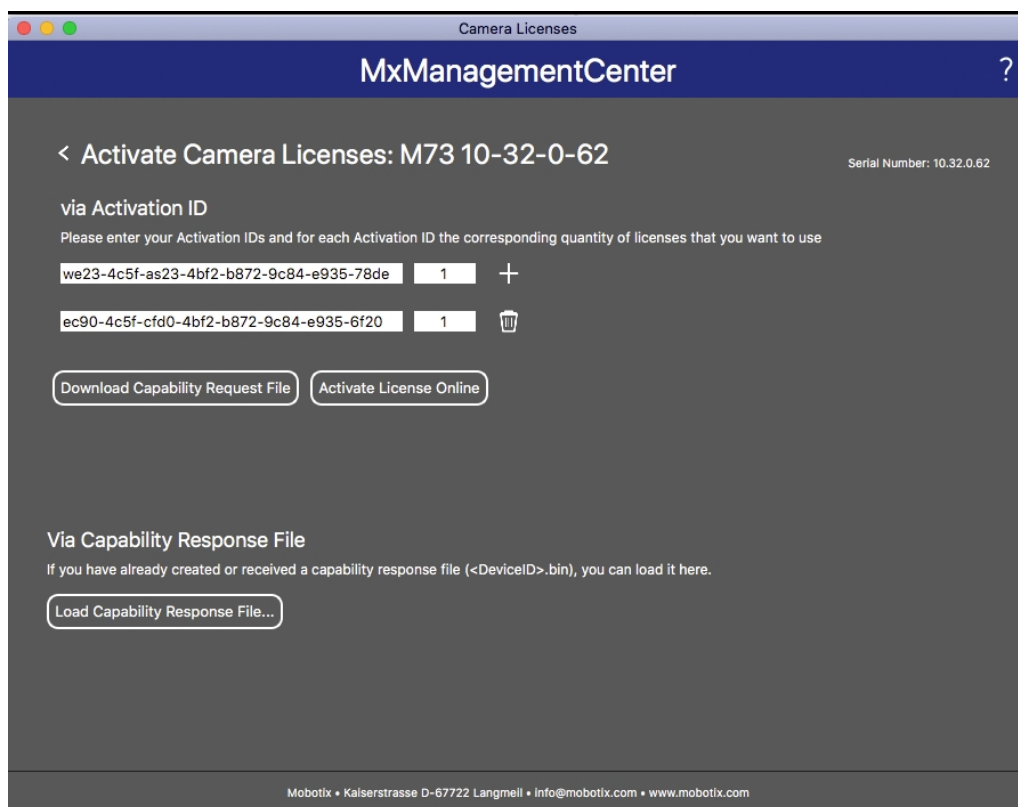 Camera Licenses
MxManagementCenter
?
< Activate Camera Licenses: M73 10-32-0-62
Serial Number: 10.32.0.62
via Activation ID
Please enter your Activation IDs and for each Activation ID the corresponding quantity of licenses that you want to use
we23-4c5f-as23-4bf2-b872-9c84-e935-78de 1
ec90-4c5f-cfd0-4bf2-b872-9c84-e935-6f20 1
Download Capability Request File Activate License Online
Via Capability Response File
If you have already created or received a capability response file (<DeviceID>.bin), you can load it here.
Load Capability Response File...
Mobotix • Kaiserstrasse D-67722 Langmeil • info@mobotix.com • www.mobotix.com